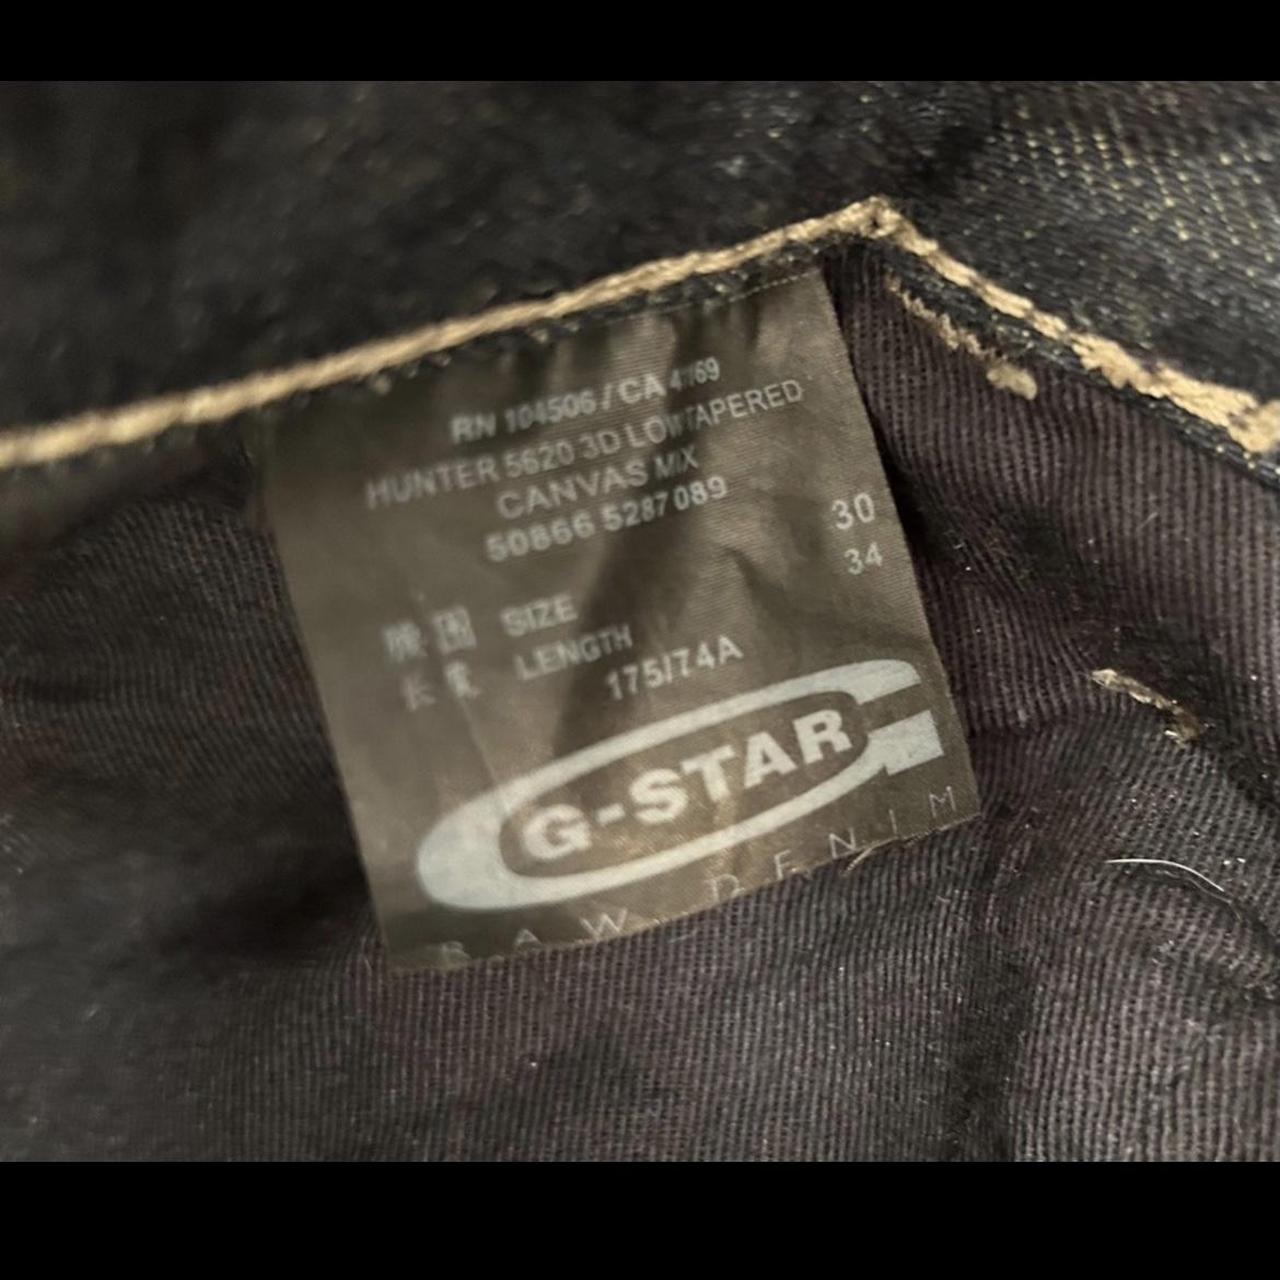 RN 104506 / CA
HUNTER 5620 3D LOW TAPERED
CANVAS MIX
50866 5287 089
腰 围 SIZE 30
长 度 LENGTH 34
175/74A
G-STAR
RAW DENIM